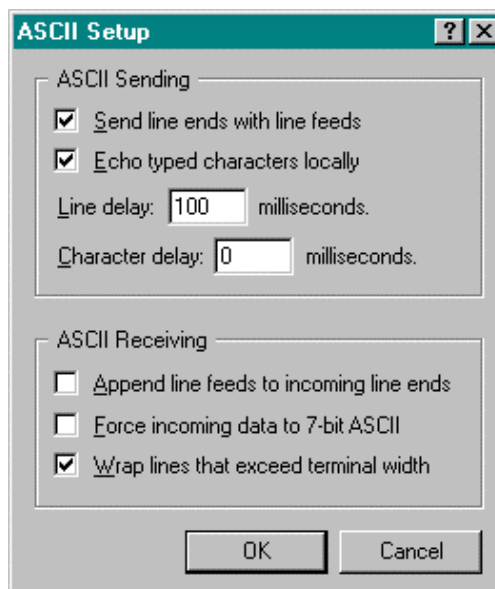 ASCII Setup ?
ASCII Sending
Send line ends with line feeds
Echo typed characters locally
Line delay: 100 milliseconds.
Character delay: 0 milliseconds.
ASCII Receiving
Append line feeds to incoming line ends
Force incoming data to 7-bit ASCII
Wrap lines that exceed terminal width
OK Cancel